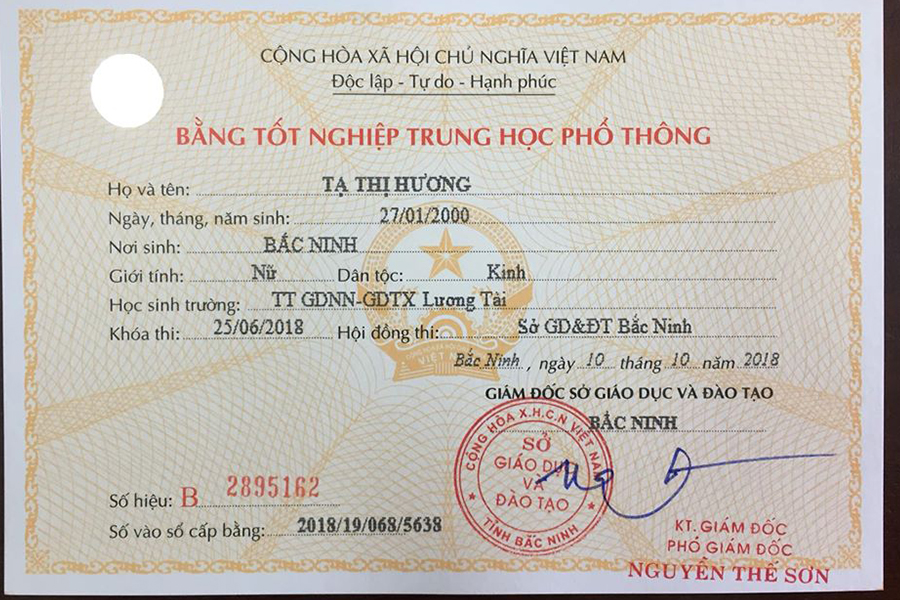 CỘNG HÒA XÃ HỘI CHỦ NGHĨA VIỆT NAM
Độc lập - Tự do - Hạnh phúc
BẰNG TỐT NGHIỆP TRUNG HỌC PHỔ THÔNG
Họ và tên: TẠ THỊ HƯƠNG
Ngày, tháng, năm sinh: 27/01/2000
Nơi sinh: BẮC NINH
Giới tính: Nữ Dân tộc: Kinh
Học sinh trường: TT GDNN-GDTX Lương Tài
Khóa thi: 25/06/2018 Hội đồng thi: Sở GD&ĐT Bắc Ninh
Bắc Ninh, ngày 10 tháng 10 năm 2018
GIÁM ĐỐC SỞ GIÁO DỤC VÀ ĐÀO TẠO
BẮC NINH
CỘNG HÒA X.H.C.N VIỆT NAM
SỞ
GIÁO DỤC
VÀ
ĐÀO TẠO
TỈNH BẮC NINH
Số hiệu: B 2895162
Số vào sổ cấp bằng: 2018/19/068/5638
KT. GIÁM ĐỐC
PHÓ GIÁM ĐỐC
NGUYỄN THẾ SƠN